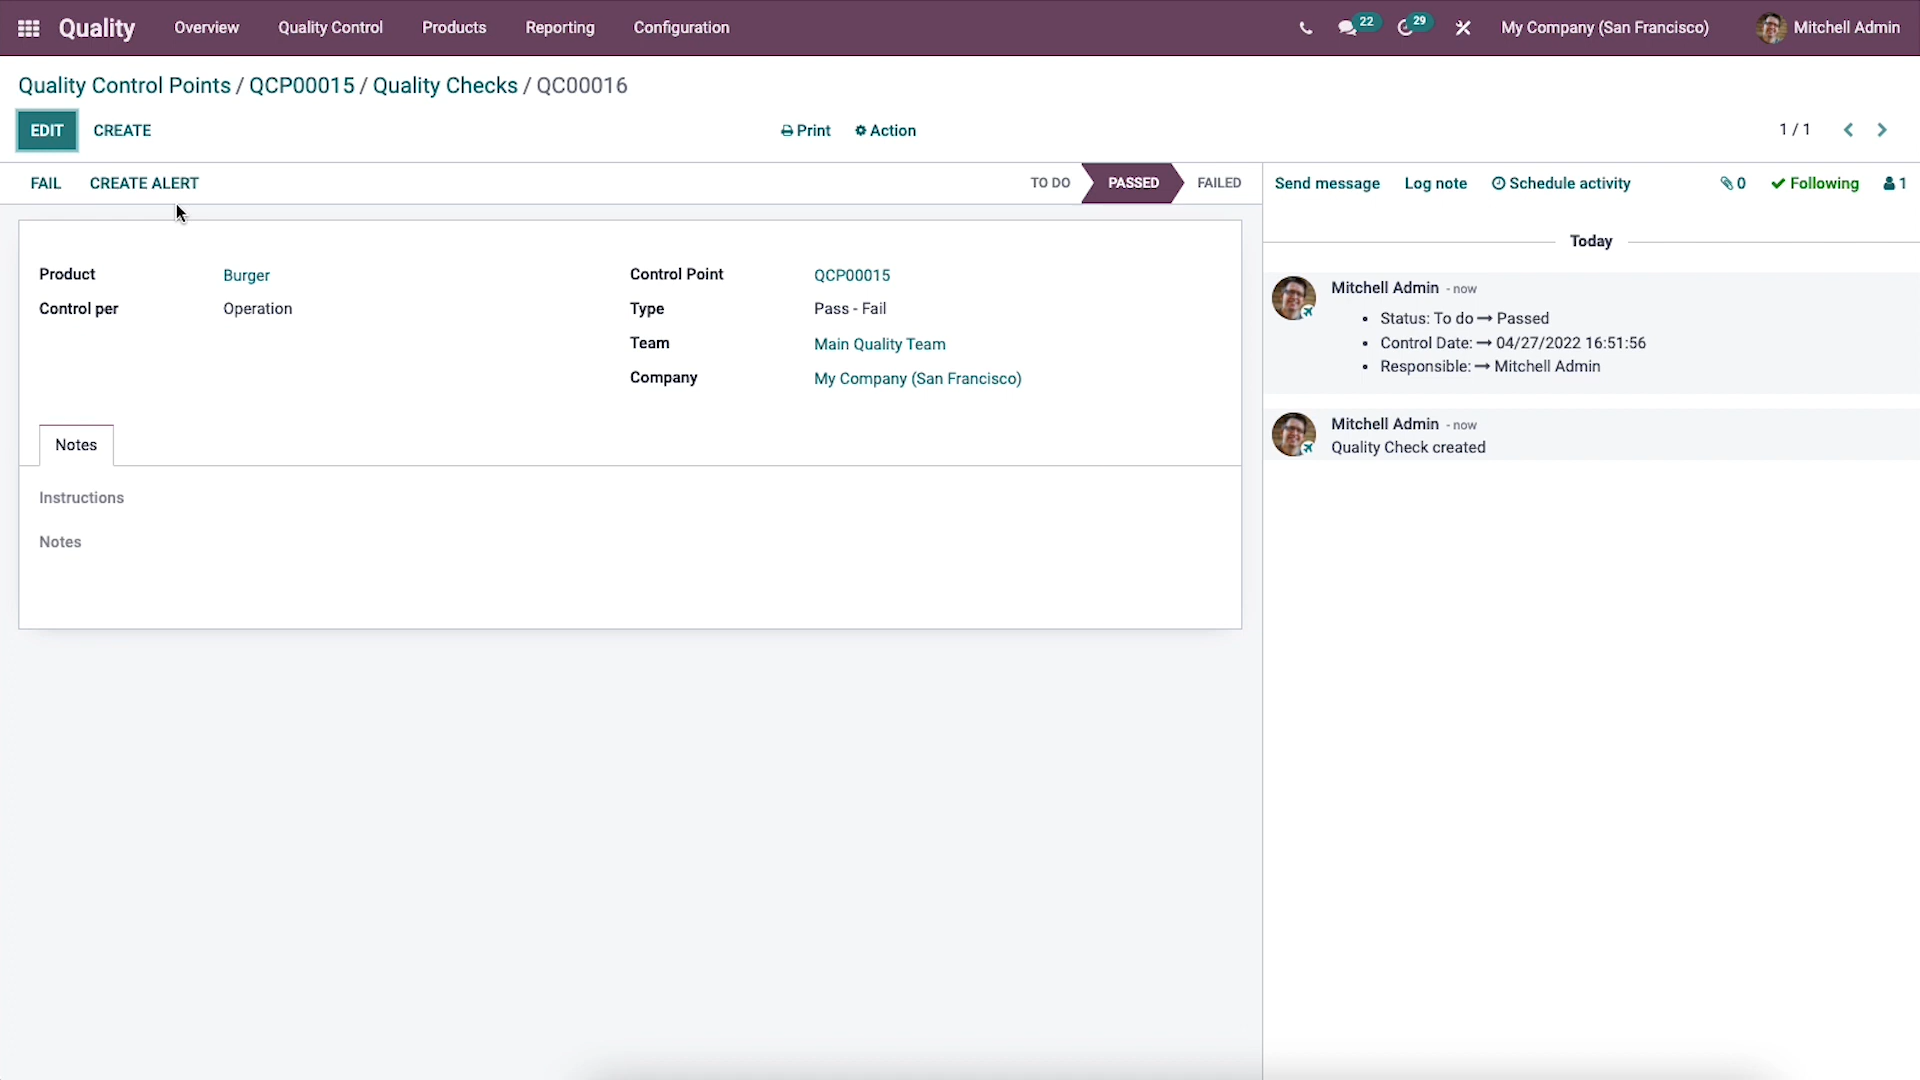 Quality Overview Quality Control Products Reporting Configuration 22 29 My Company (San Francisco) Mitchell Admin
Quality Control Points / QCP00015 / Quality Checks / QC00016
EDIT CREATE Print Action 1 / 1
FAIL CREATE ALERT TO DO PASSED FAILED Send message Log note Schedule activity 0 Following 1
Today
Product Burger Control Point QCP00015
Control per Operation Type Pass - Fail
Team Main Quality Team
Company My Company (San Francisco)
Notes
Instructions
Notes
Mitchell Admin - now
• Status: To do → Passed
• Control Date: → 04/27/2022 16:51:56
• Responsible: → Mitchell Admin
Mitchell Admin - now
Quality Check created